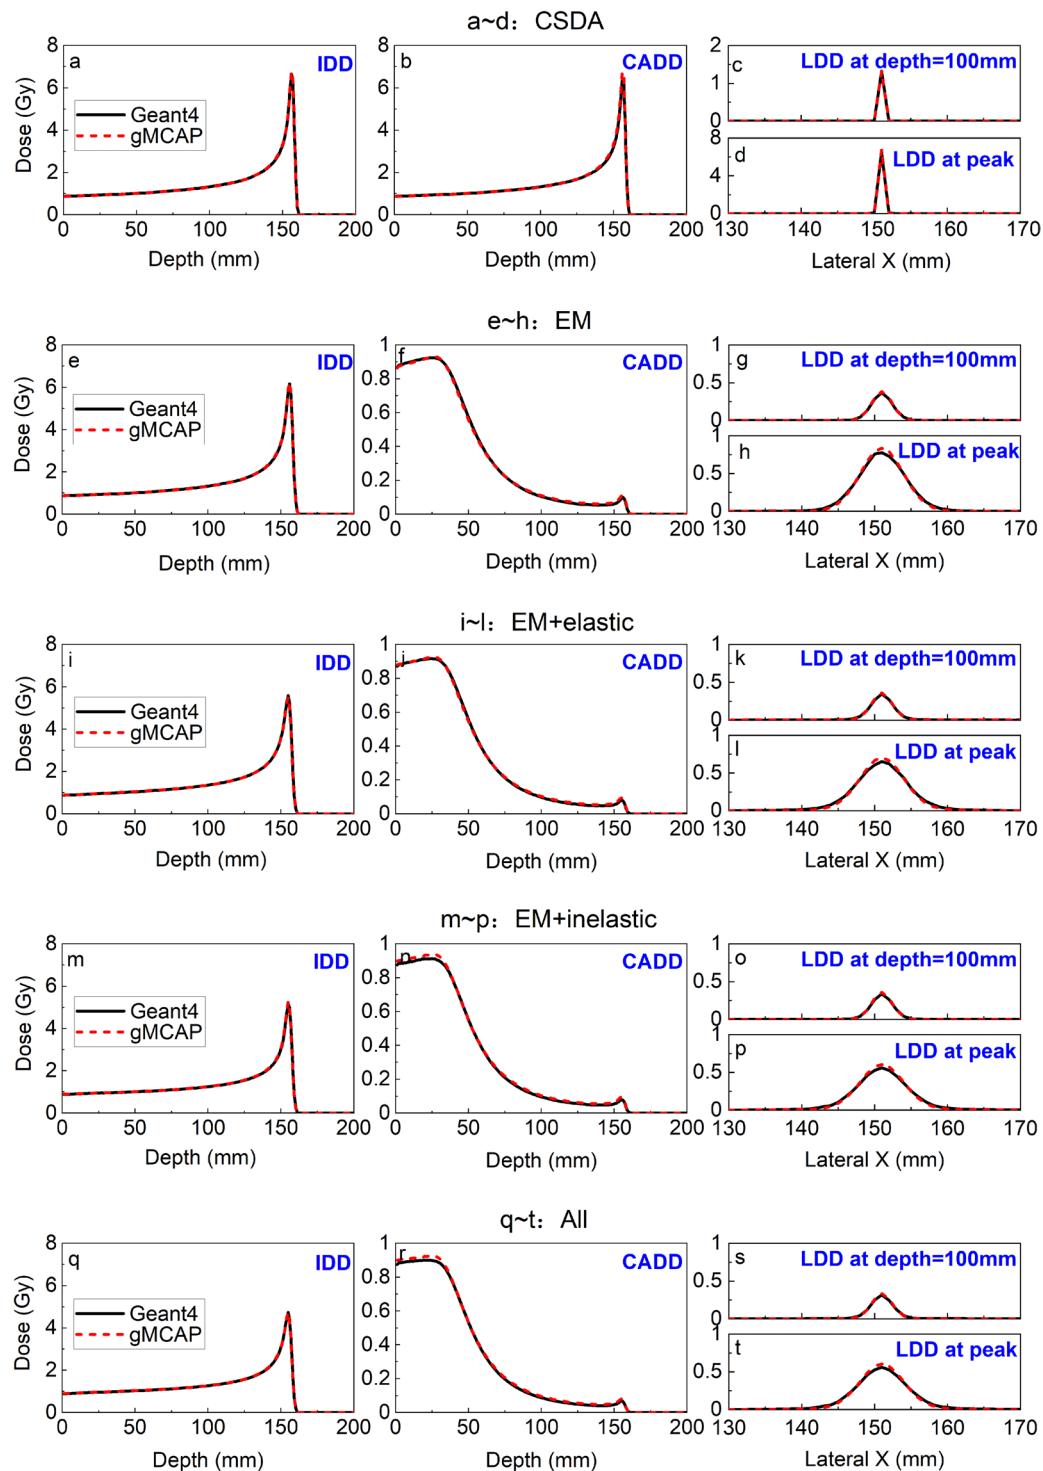 a~d: CSDA
a
IDD
Geant4
gMCAP
Dose (Gy)
0 2 4 6 8
0 50 100 150 200
Depth (mm)
b
CADD
0 2 4 6 8
0 50 100 150 200
Depth (mm)
c
LDD at depth=100mm
0 1 2
d
LDD at peak
0 4 8
130 140 150 160 170
Lateral X (mm)
e~h: EM
e
IDD
Geant4
gMCAP
Dose (Gy)
0 2 4 6 8
0 50 100 150 200
Depth (mm)
f
CADD
0 0.2 0.4 0.6 0.8 1
0 50 100 150 200
Depth (mm)
g
LDD at depth=100mm
0 0.5 1
h
LDD at peak
0 0.5 1
130 140 150 160 170
Lateral X (mm)
i~l: EM+elastic
i
IDD
Geant4
gMCAP
Dose (Gy)
0 2 4 6 8
0 50 100 150 200
Depth (mm)
j
CADD
0 0.2 0.4 0.6 0.8 1
0 50 100 150 200
Depth (mm)
k
LDD at depth=100mm
0 0.5 1
l
LDD at peak
0 0.5 1
130 140 150 160 170
Lateral X (mm)
m~p: EM+inelastic
m
IDD
Geant4
gMCAP
Dose (Gy)
0 2 4 6 8
0 50 100 150 200
Depth (mm)
n
CADD
0 0.2 0.4 0.6 0.8 1
0 50 100 150 200
Depth (mm)
o
LDD at depth=100mm
0 0.5 1
p
LDD at peak
0 0.5 1
130 140 150 160 170
Lateral X (mm)
q~t: All
q
IDD
Geant4
gMCAP
Dose (Gy)
0 2 4 6 8
0 50 100 150 200
Depth (mm)
r
CADD
0 0.2 0.4 0.6 0.8 1
0 50 100 150 200
Depth (mm)
s
LDD at depth=100mm
0 0.5 1
t
LDD at peak
0 0.5 1
130 140 150 160 170
Lateral X (mm)